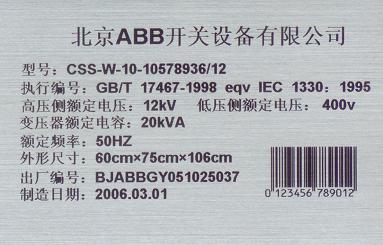 北京ABB开关设备有限公司
型号：CSS-W-10-10578936/12
执行编号：GB/T 17467-1998 eqv IEC 1330：1995
高压侧额定电压：12kV 低压侧额定电压：400v
变压器额定电容：20kVA
额定频率：50HZ
外形尺寸：60cm×75cm×106cm
出厂编号：BJABBGY051025037
制造日期：2006.03.01
0 123456 789012